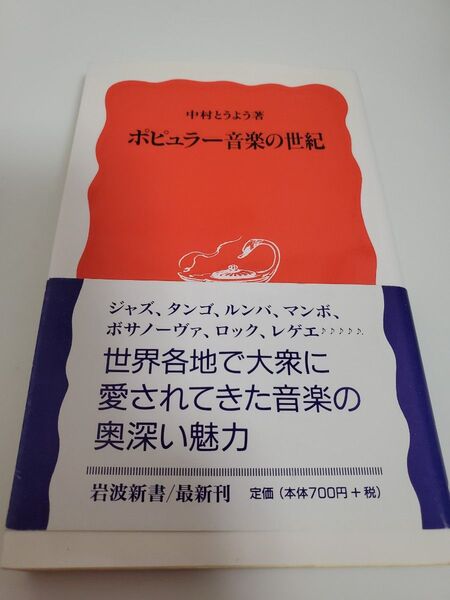 中村とうよう著
ポピュラー音楽の世紀
ジャズ、タンゴ、ルンバ、マンボ、
ボサノーヴァ、ロック、レゲエ♪♪♪♪♪.
世界各地で大衆に
愛されてきた音楽の
奥深い魅力
岩波新書/最新刊 定価（本体700円＋税）